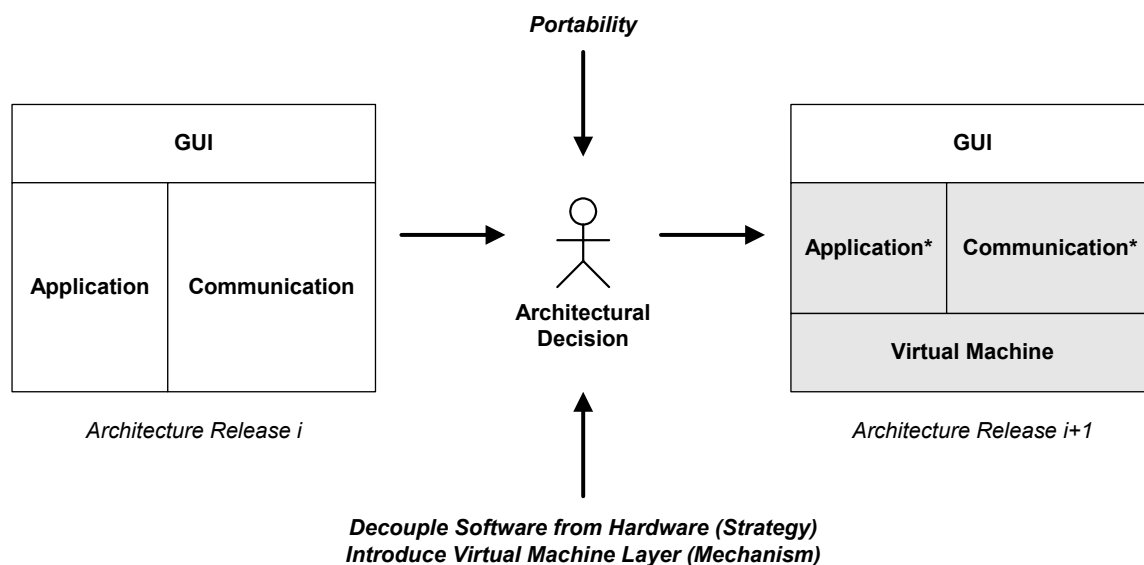 Portability
GUI
Application
Communication
Architecture Release i
Architectural
Decision
GUI
Application*
Communication*
Virtual Machine
Architecture Release i+1
Decouple Software from Hardware (Strategy)
Introduce Virtual Machine Layer (Mechanism)